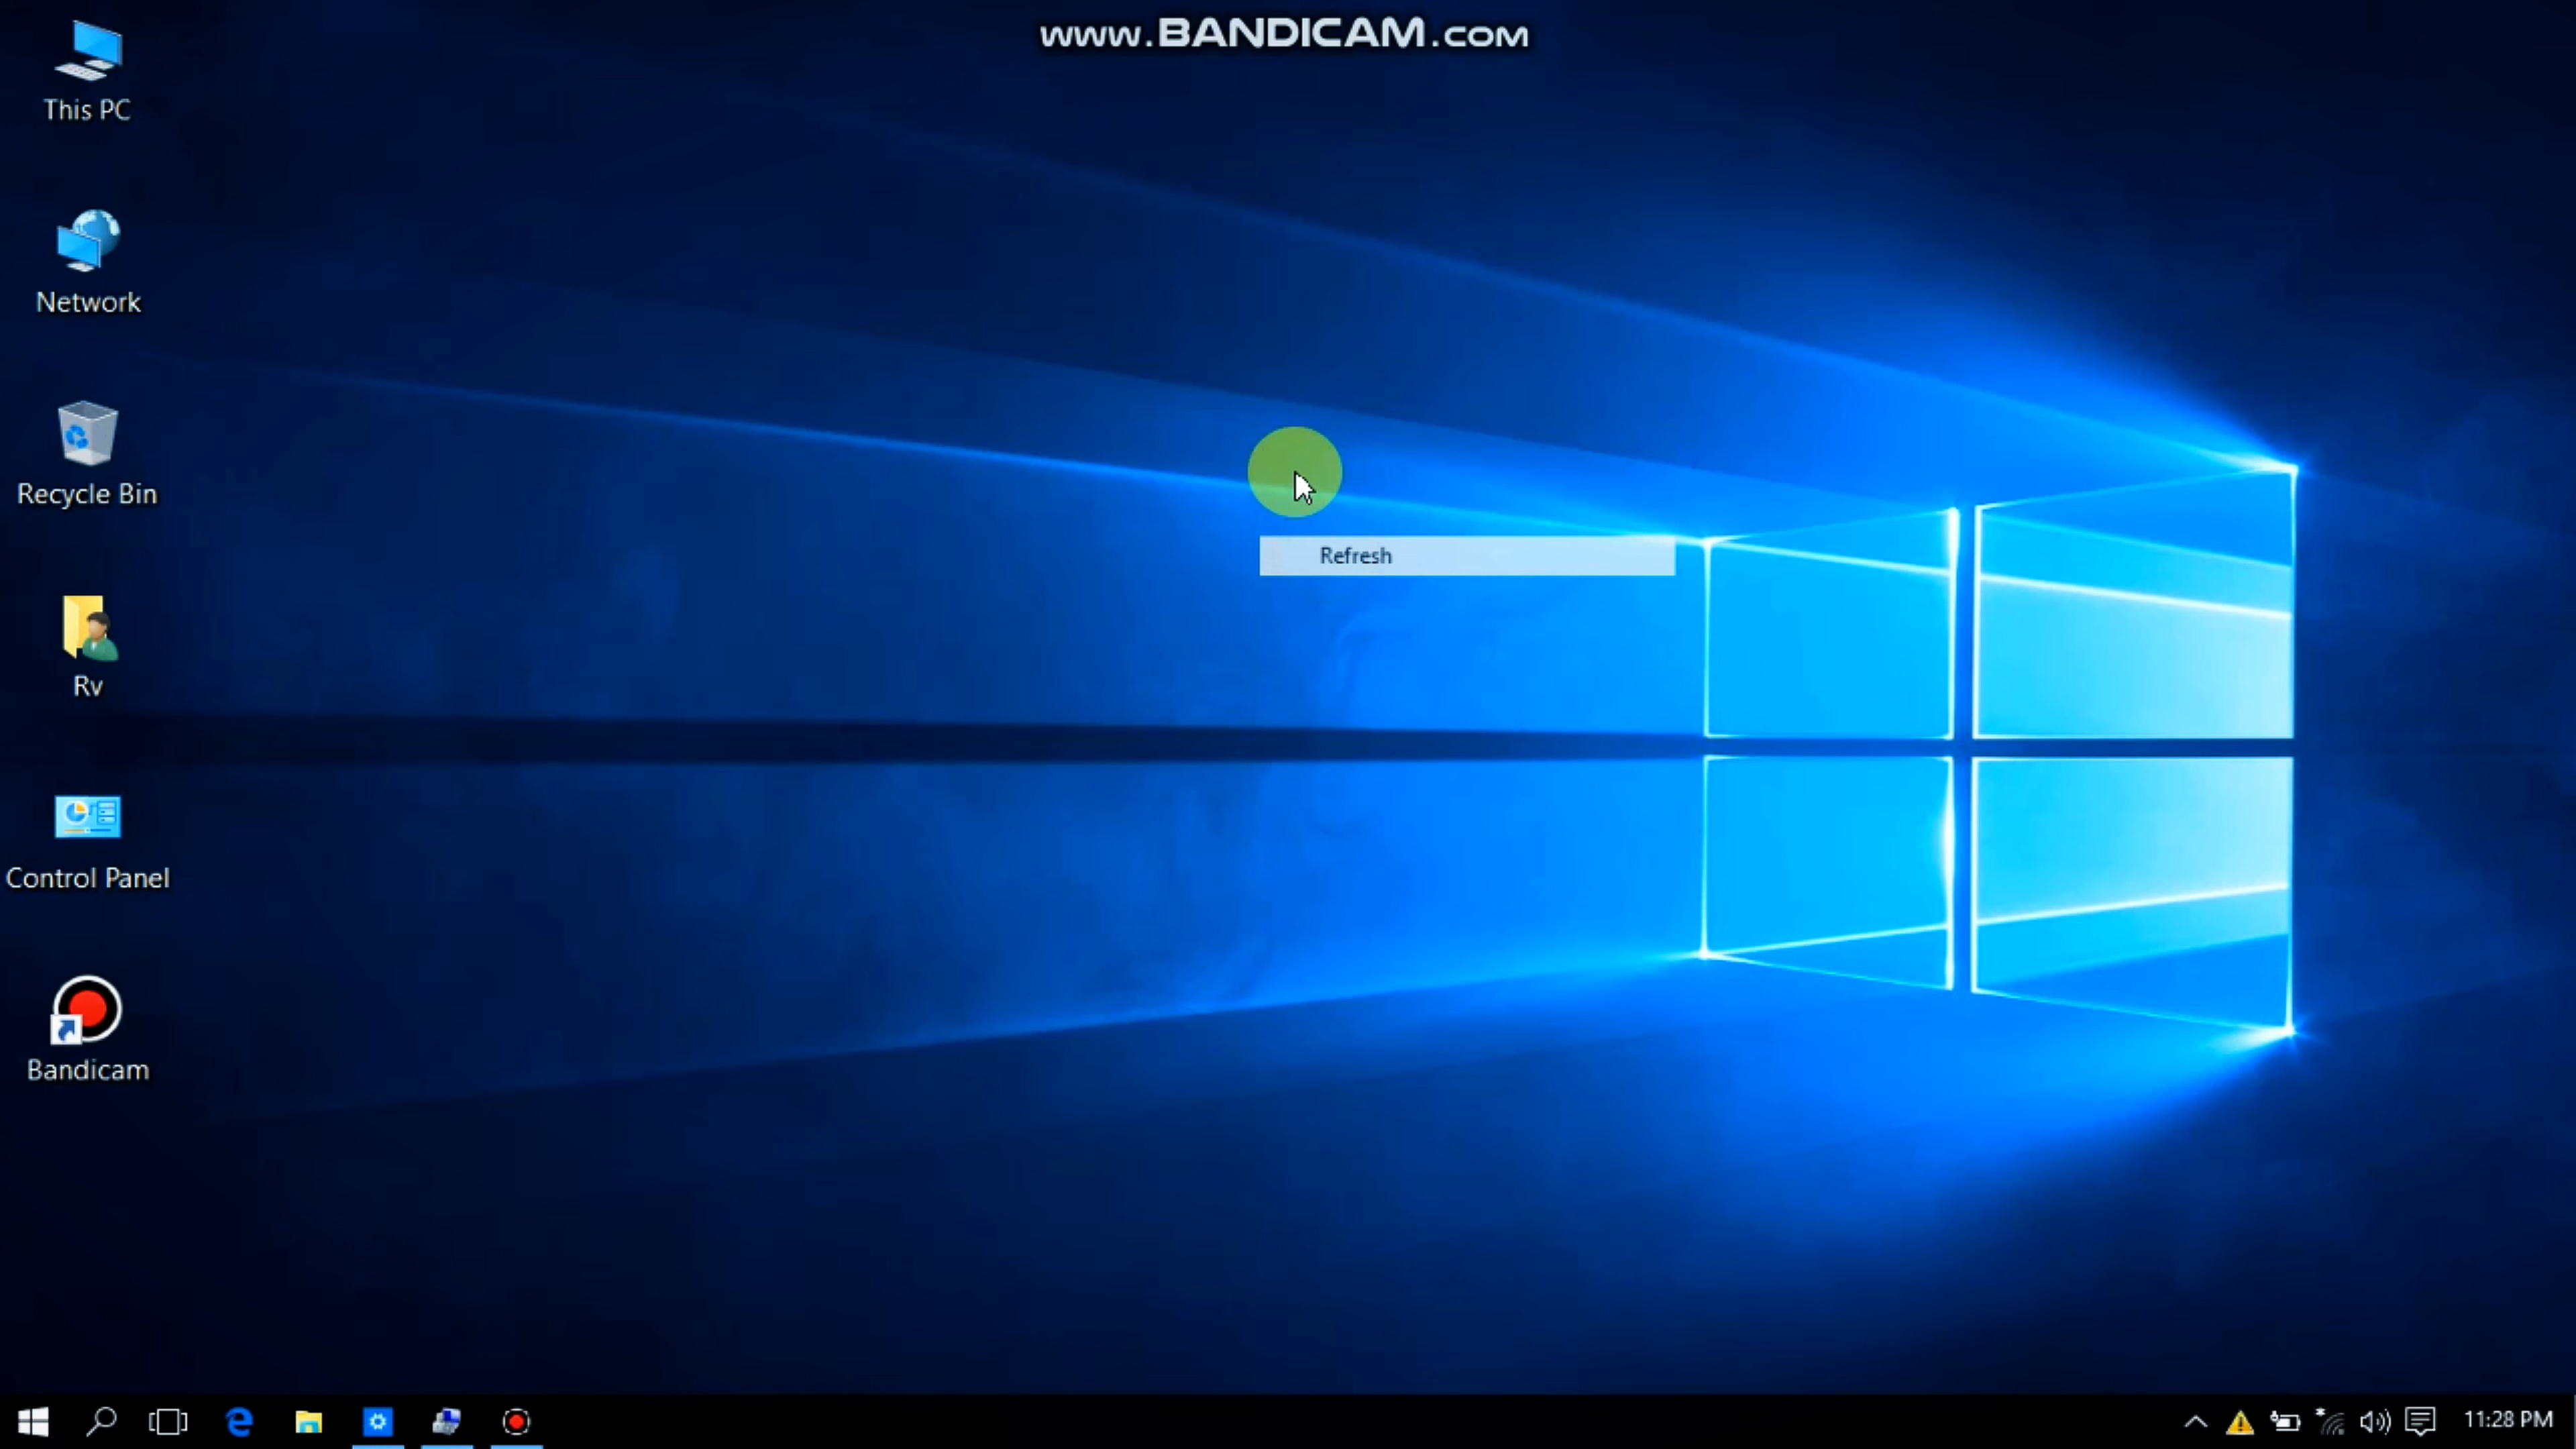 www.BANDICAM.com
This PC
Network
Recycle Bin
Refresh
Rv
Control Panel
Bandicam
11:28 PM